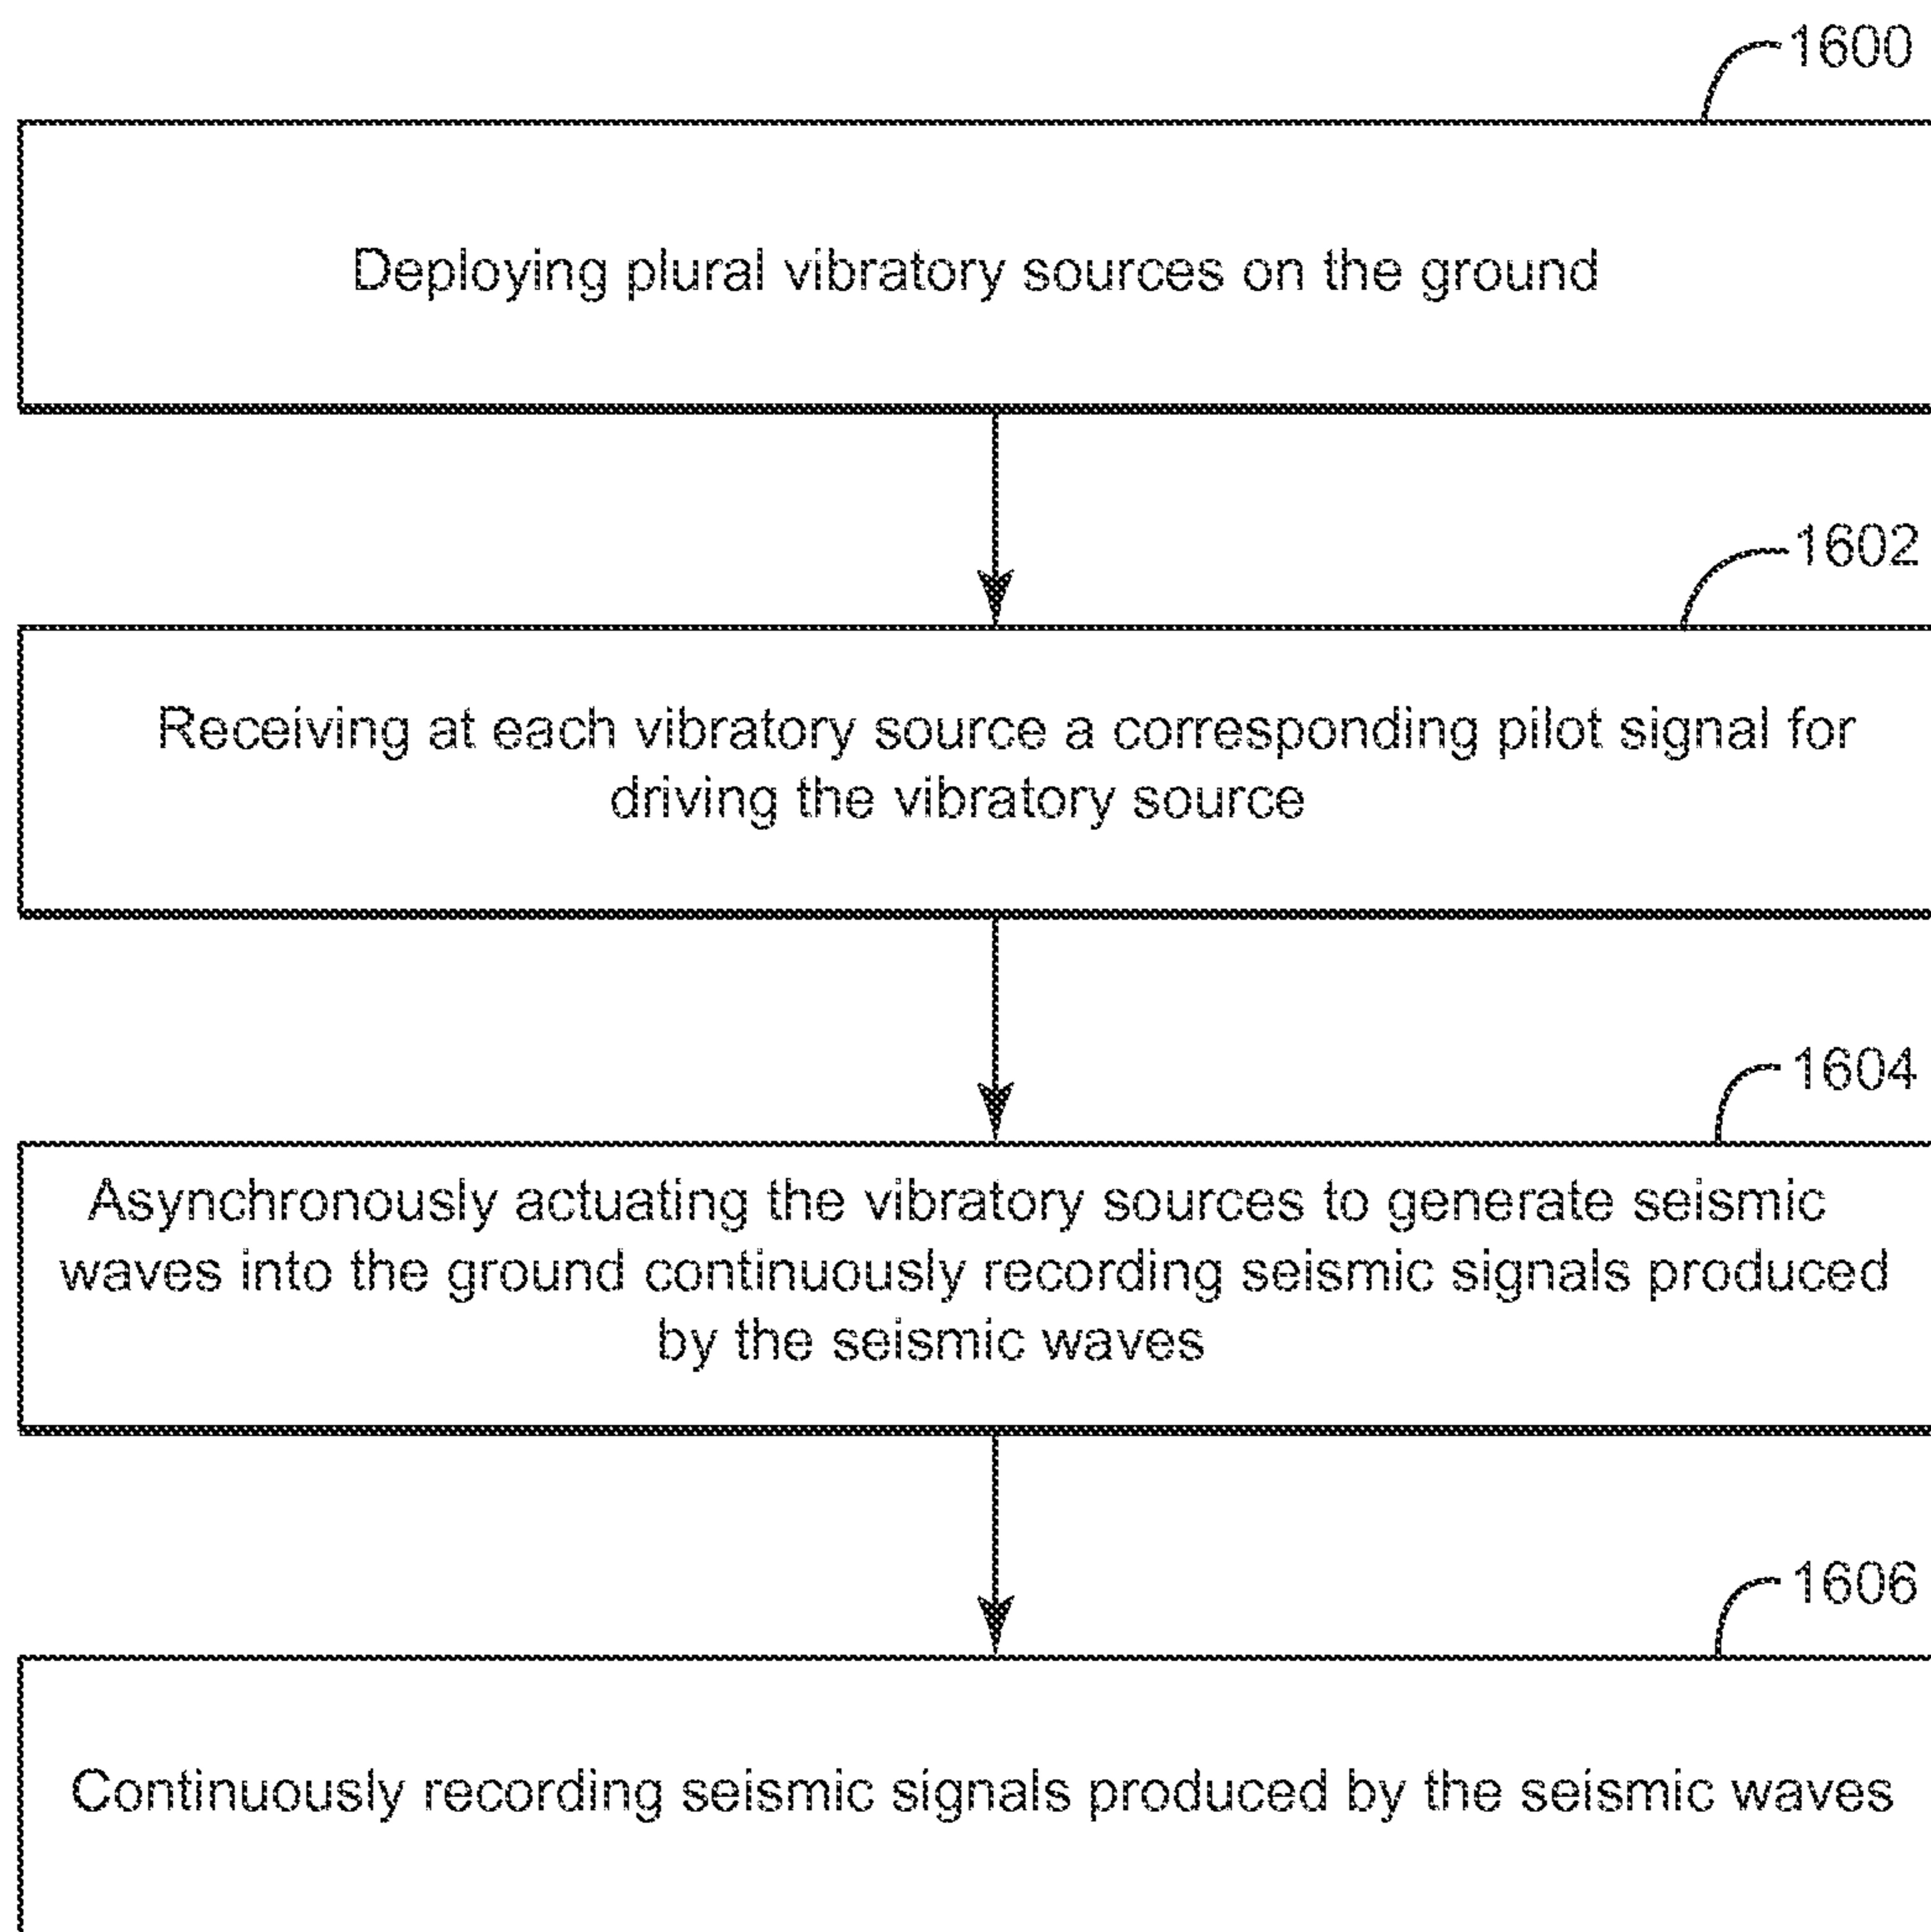 1600
Deploying plural vibratory sources on the ground
1602
Receiving at each vibratory source a corresponding pilot signal for
driving the vibratory source
1604
Asynchronously actuating the vibratory sources to generate seismic
waves into the ground continuously recording seismic signals produced
by the seismic waves
1606
Continuously recording seismic signals produced by the seismic waves